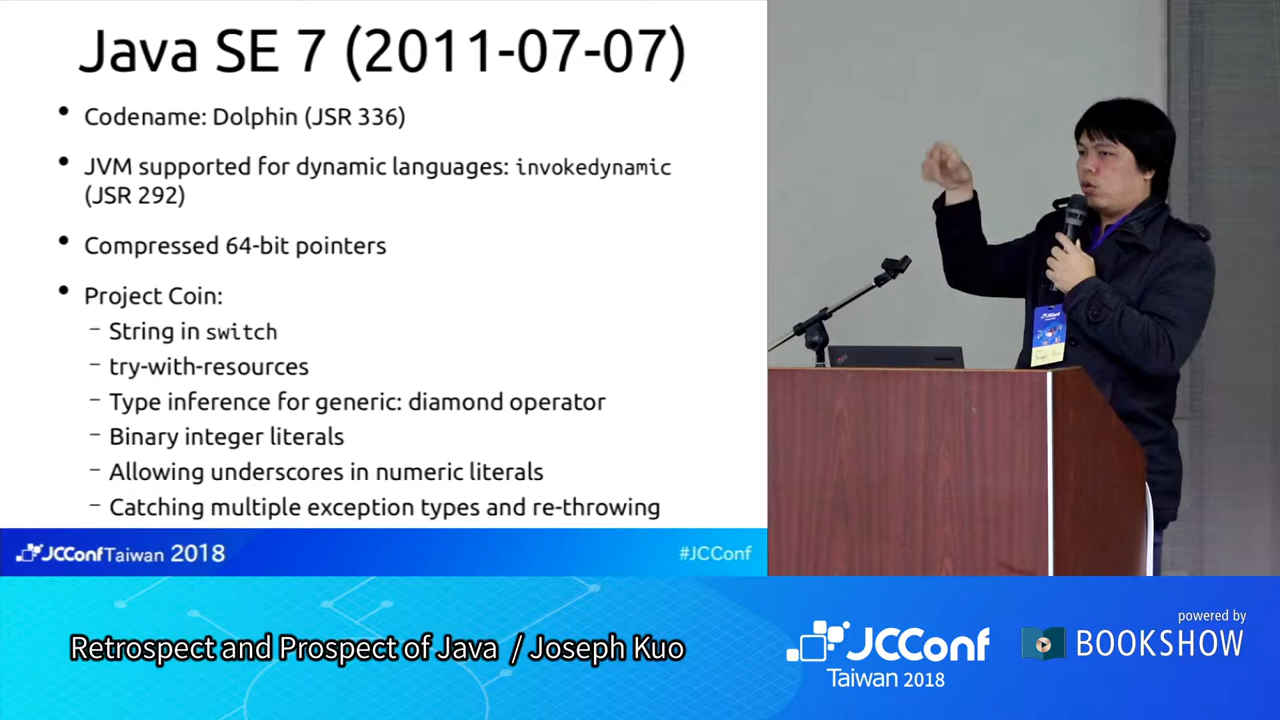 Java SE 7 (2011-07-07)
• Codename: Dolphin (JSR 336)
• JVM supported for dynamic languages: invokedynamic
(JSR 292)
• Compressed 64-bit pointers
• Project Coin:
– String in switch
– try-with-resources
– Type inference for generic: diamond operator
– Binary integer literals
– Allowing underscores in numeric literals
– Catching multiple exception types and re-throwing
JCConf Taiwan 2018
#JCConf
Retrospect and Prospect of Java / Joseph Kuo
JCConf
Taiwan 2018
powered by
BOOKSHOW
JCConf